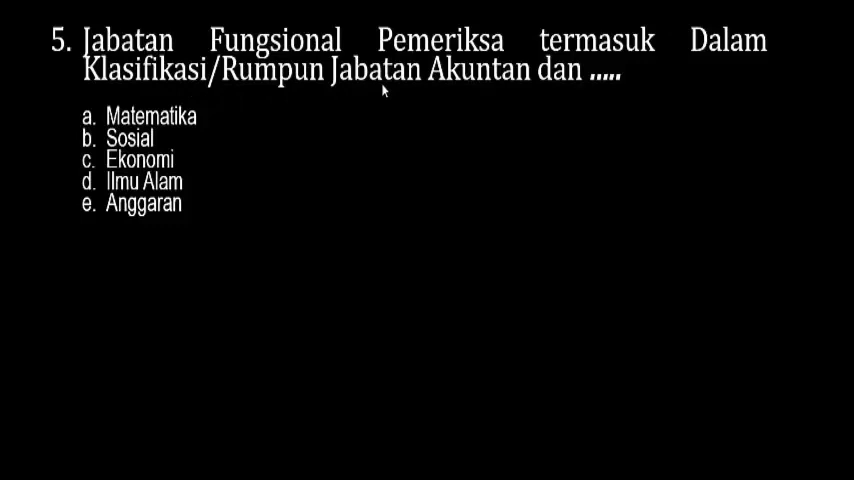 5. Jabatan Fungsional Pemeriksa termasuk Dalam
Klasifikasi/Rumpun Jabatan Akuntan dan .....
a. Matematika
b. Sosial
c. Ekonomi
d. Ilmu Alam
e. Anggaran